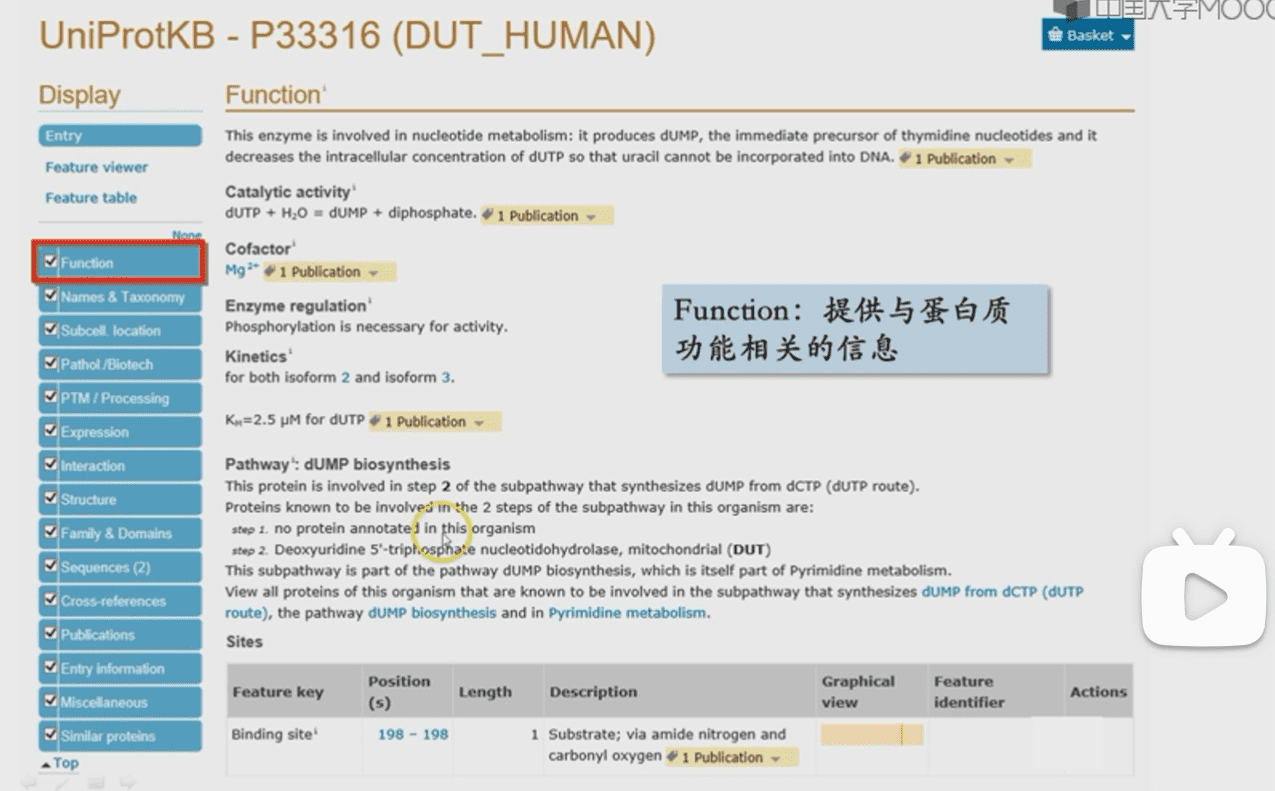 中国大学MOOC
UniProtKB - P33316 (DUT_HUMAN)
Basket
Display
Entry
Feature viewer
Feature table
None
Function
Names & Taxonomy
Subcell. location
Pathol./Biotech
PTM / Processing
Expression
Interaction
Structure
Family & Domains
Sequences (2)
Cross-references
Publications
Entry information
Miscellaneous
Similar proteins
Top
Function i
This enzyme is involved in nucleotide metabolism: it produces dUMP, the immediate precursor of thymidine nucleotides and it
decreases the intracellular concentration of dUTP so that uracil cannot be incorporated into DNA. 1 Publication
Catalytic activity i
dUTP + H₂O = dUMP + diphosphate. 1 Publication
Cofactor i
Mg²⁺ 1 Publication
Enzyme regulation i
Phosphorylation is necessary for activity.
Kinetics i
for both isoform 2 and isoform 3.
Function: 提供与蛋白质
功能相关的信息
KM=2.5 µM for dUTP 1 Publication
Pathway i: dUMP biosynthesis
This protein is involved in step 2 of the subpathway that synthesizes dUMP from dCTP (dUTP route).
Proteins known to be involved in the 2 steps of the subpathway in this organism are:
step 1. no protein annotated in this organism
step 2. Deoxyuridine 5'-triphosphate nucleotidohydrolase, mitochondrial (DUT)
This subpathway is part of the pathway dUMP biosynthesis, which is itself part of Pyrimidine metabolism.
View all proteins of this organism that are known to be involved in the subpathway that synthesizes dUMP from dCTP (dUTP
route), the pathway dUMP biosynthesis and in Pyrimidine metabolism.
Sites
Feature key Position (s) Length Description Graphical view Feature identifier Actions
Binding site i 198 – 198 1 Substrate; via amide nitrogen and
carbonyl oxygen 1 Publication